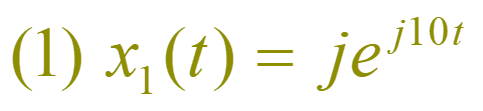 (1) x₁(t) = je^{j10t}